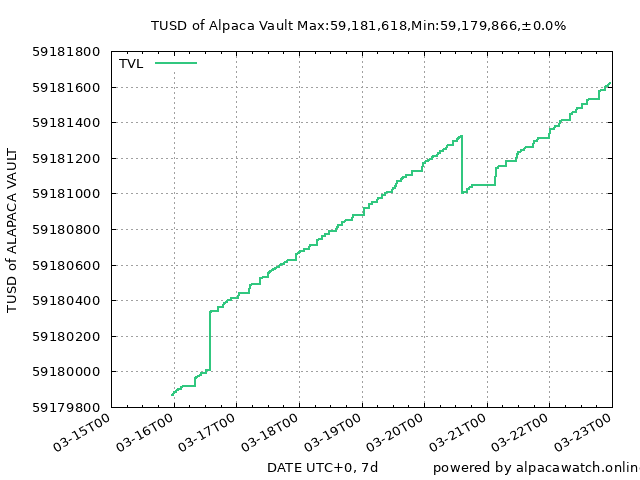 TUSD of Alpaca Vault Max:59,181,618,Min:59,179,866,±0.0%
TVL
59181800
59181600
59181400
59181200
59181000
59180800
59180600
59180400
59180200
59180000
59179800
TUSD of ALAPACA VAULT
03-15T00
03-16T00
03-17T00
03-18T00
03-19T00
03-20T00
03-21T00
03-22T00
03-23T00
DATE UTC+0, 7d
powered by alpacawatch.online